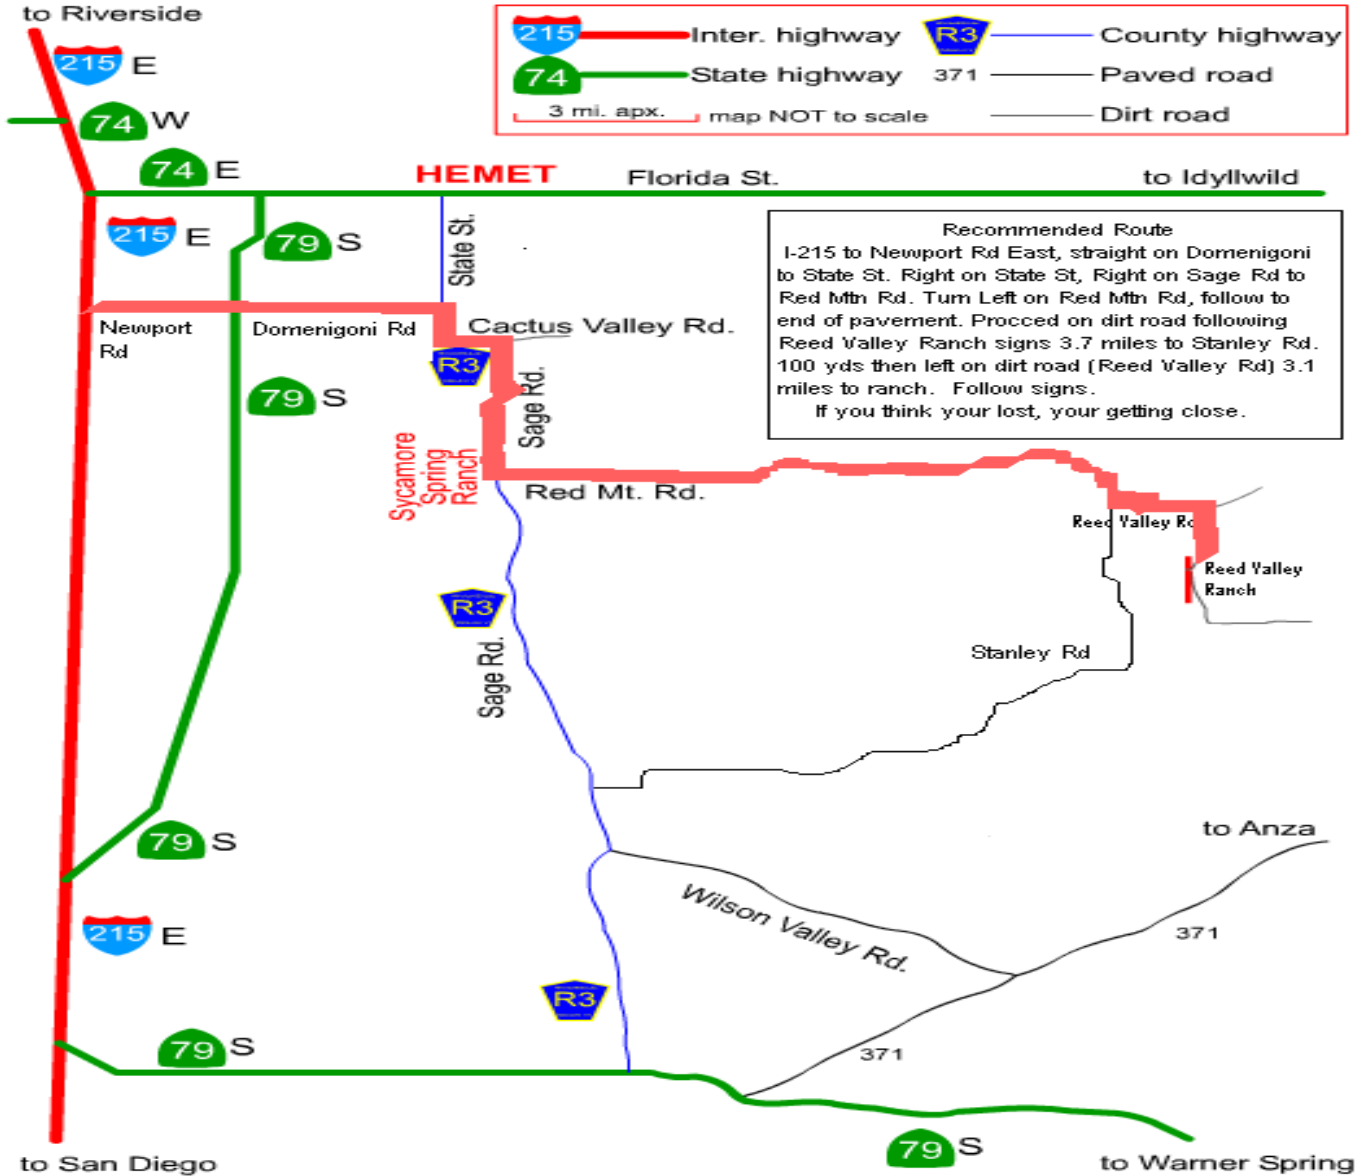 to Riverside
215 Inter. highway R3 County highway
74 State highway 371 Paved road
3 mi. apx. map NOT to scale Dirt road
215 E
74 W
74 E
HEMET
Florida St.
to Idyllwild
215 E
79 S
State St.
Recommended Route
I-215 to Newport Rd East, straight on Domenigoni
to State St. Right on State St, Right on Sage Rd to
Red Mtn Rd. Turn Left on Red Mtn Rd, follow to
end of pavement. Procced on dirt road following
Reed Valley Ranch signs 3.7 miles to Stanley Rd.
100 yds then left on dirt road (Reed Valley Rd) 3.1
miles to ranch. Follow signs.
If you think your lost, your getting close.
Newport
Rd
Domenigoni Rd
Cactus Valley Rd.
R3
79 S
Sage Rd.
Sycamore
Spring
Ranch
Red Mt. Rd.
Reed Valley Rd
Reed Valley
Ranch
R3
Sage Rd.
Stanley Rd
79 S
to Anza
Wilson Valley Rd.
371
215 E
R3
79 S
371
79 S
to San Diego
to Warner Spring